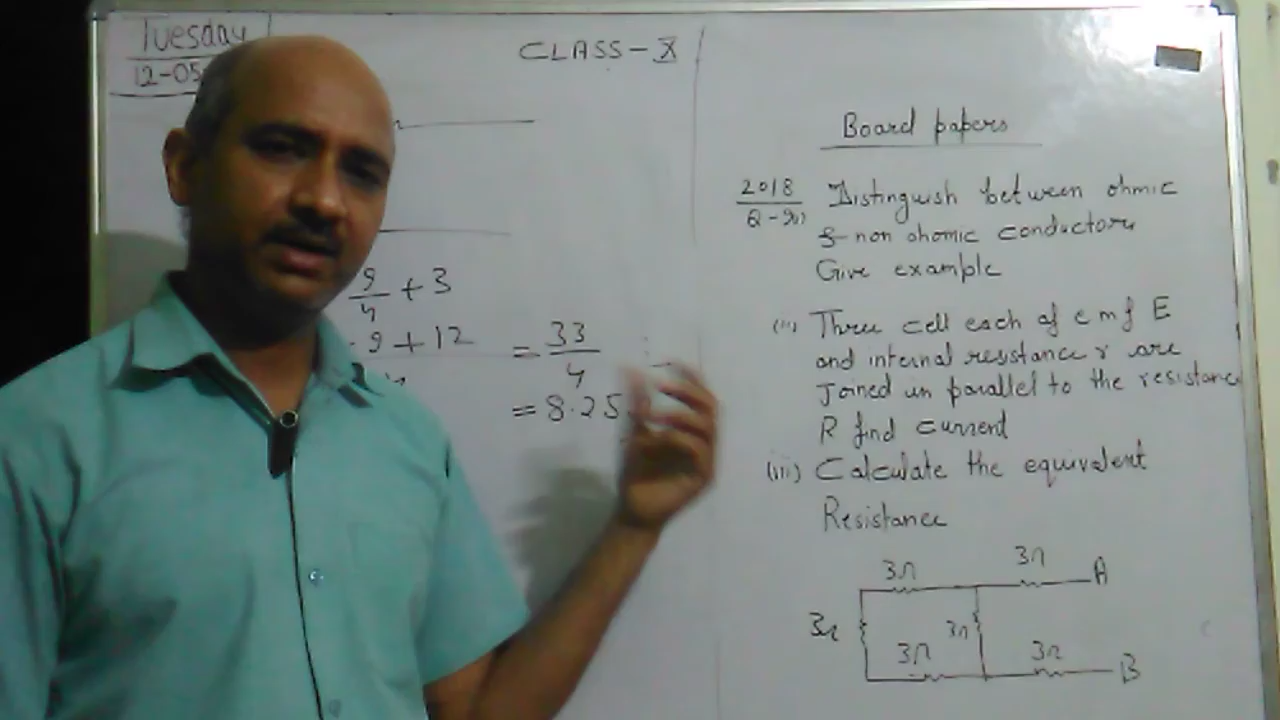 Tuesday
12-05
CLASS-X
9/4 + 3
9+12
= 33/4
= 8.25
Board papers
2018 Distinguish between ohmic
Q-9(i) & non ohomic conductors
Give example
(ii) Three cell each of emf E
and internal resistance r are
Joined in parallel to the resistance
R find current
(iii) Calculate the equivalent
Resistance
3Ω 3Ω A
3Ω 3Ω
3Ω 3Ω B